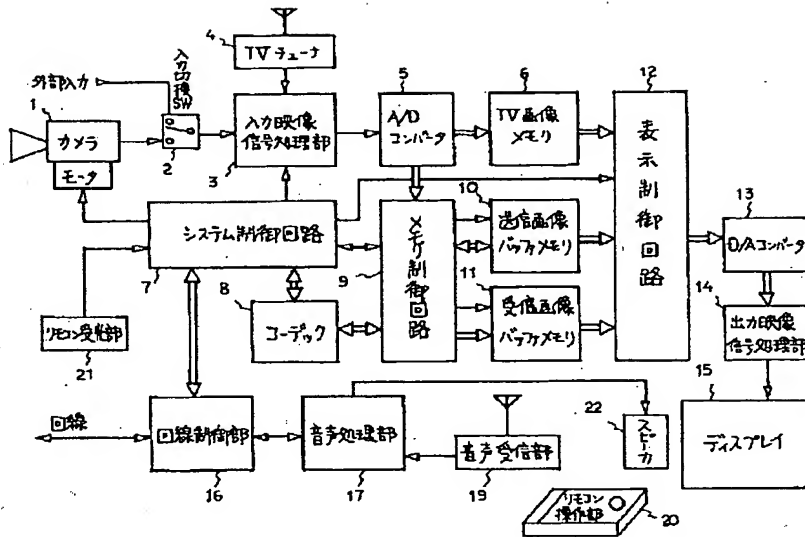 4
TVチューナ
外部入力
入力切換
SW
1
カメラ
モータ
2
入力映像
信号処理部
3
5
A/D
コンバータ
6
TV画像
メモリ
12
表示制御回路
システム制御回路
7
メモリ制御回路
9
10
送信画像
バッファメモリ
11
受信画像
バッファメモリ
13
D/Aコンバータ
8
コーデック
リモコン受光部
21
14
出力映像
信号処理部
15
ディスプレイ
回線
回線制御部
16
音声処理部
17
音声受信部
19
22
スピーカ
リモコン
操作部
20